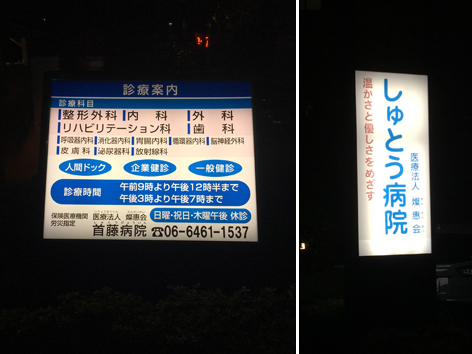 診療案内
診療科目
整形外科 内科 外科
リハビリテーション科 歯科
呼吸器内科 消化器内科 胃腸内科 循環器内科 脳神経外科
皮膚科 泌尿器科 放射線科
人間ドック 企業健診 一般健診
診療時間
午前9時より午後12時半まで
午後3時より午後7時まで
保険医療機関
労災指定
医療法人 燦恵会
日曜・祝日・木曜午後 休診
首藤病院 ☎06-6461-1537
温かさと優しさをめざす
しゅとう病院
医療法人 燦恵会